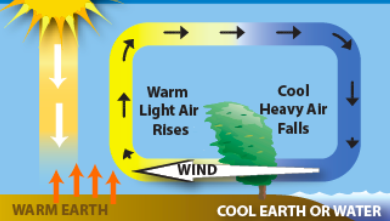 Warm
Light Air
Rises
Cool
Heavy Air
Falls
WIND
WARM EARTH
COOL EARTH OR WATER